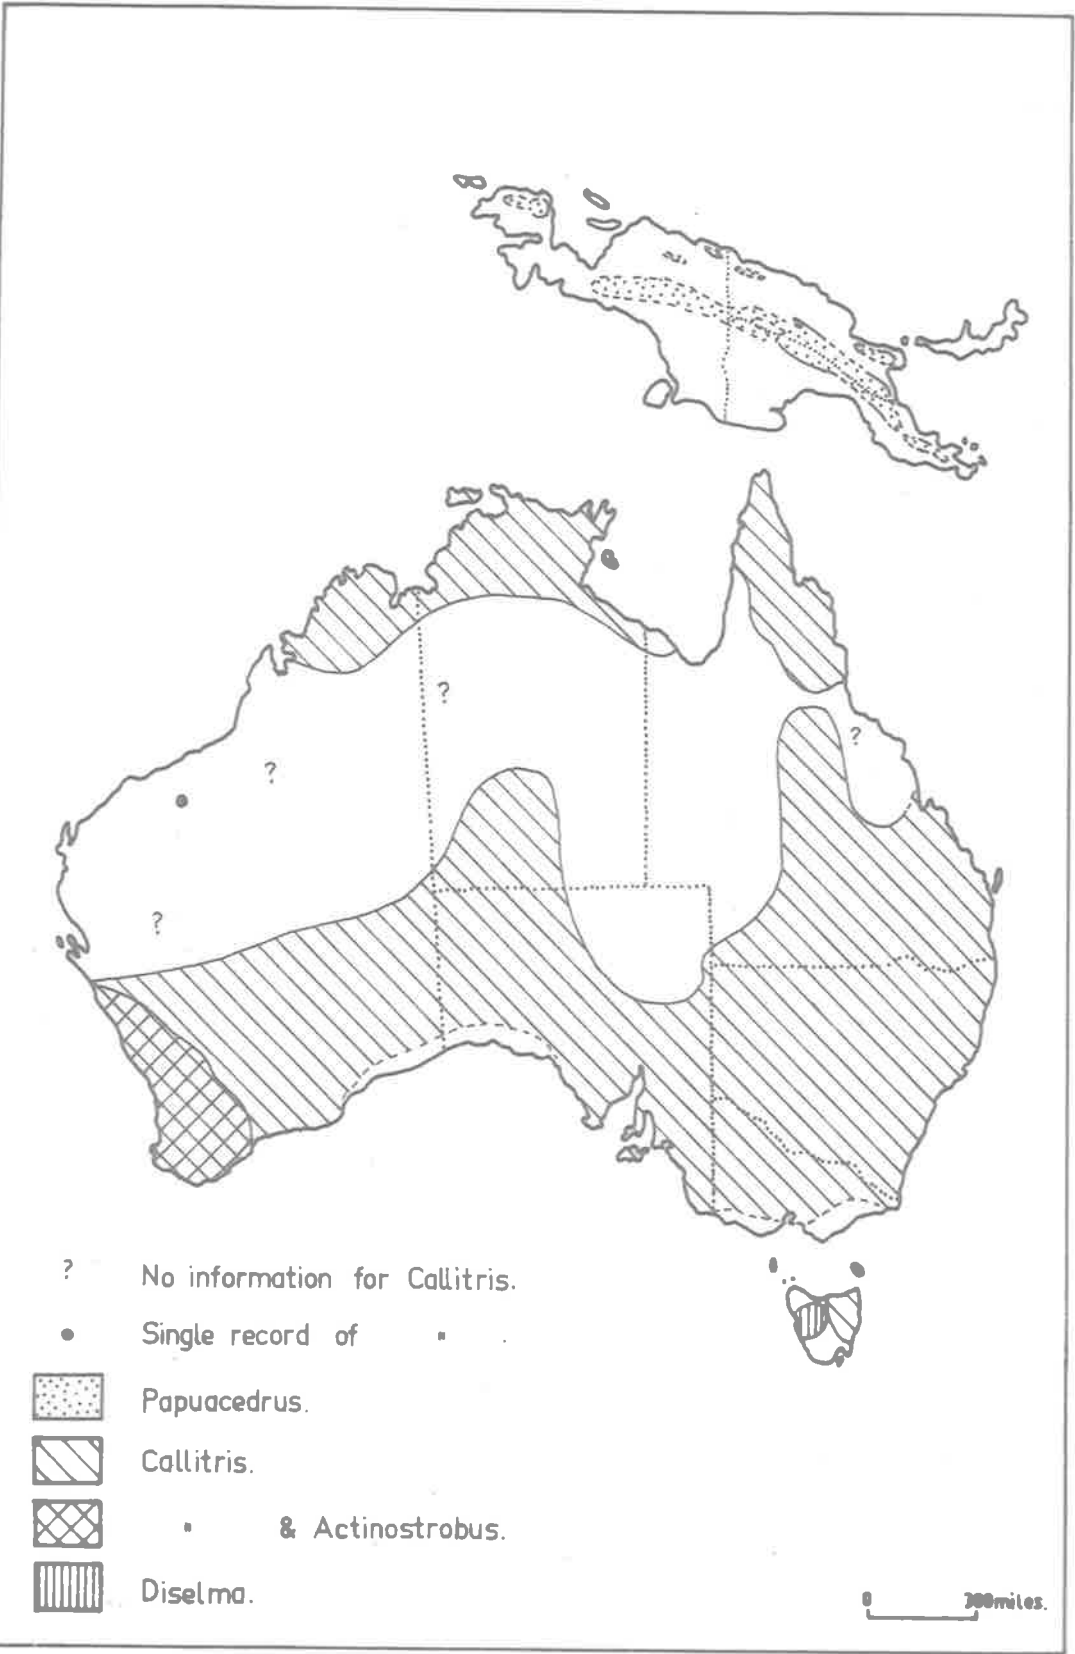 ?
?
?
?
? No information for Callitris.
Single record of " .
Papuacedrus.
Callitris.
" & Actinostrobus.
Diselma.
0 miles.